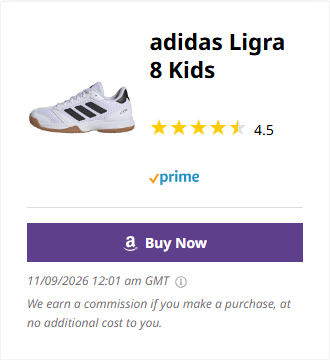 adidas Ligra
8 Kids
4.5
prime
Buy Now
11/09/2026 12:01 am GMT
We earn a commission if you make a purchase, at
no additional cost to you.